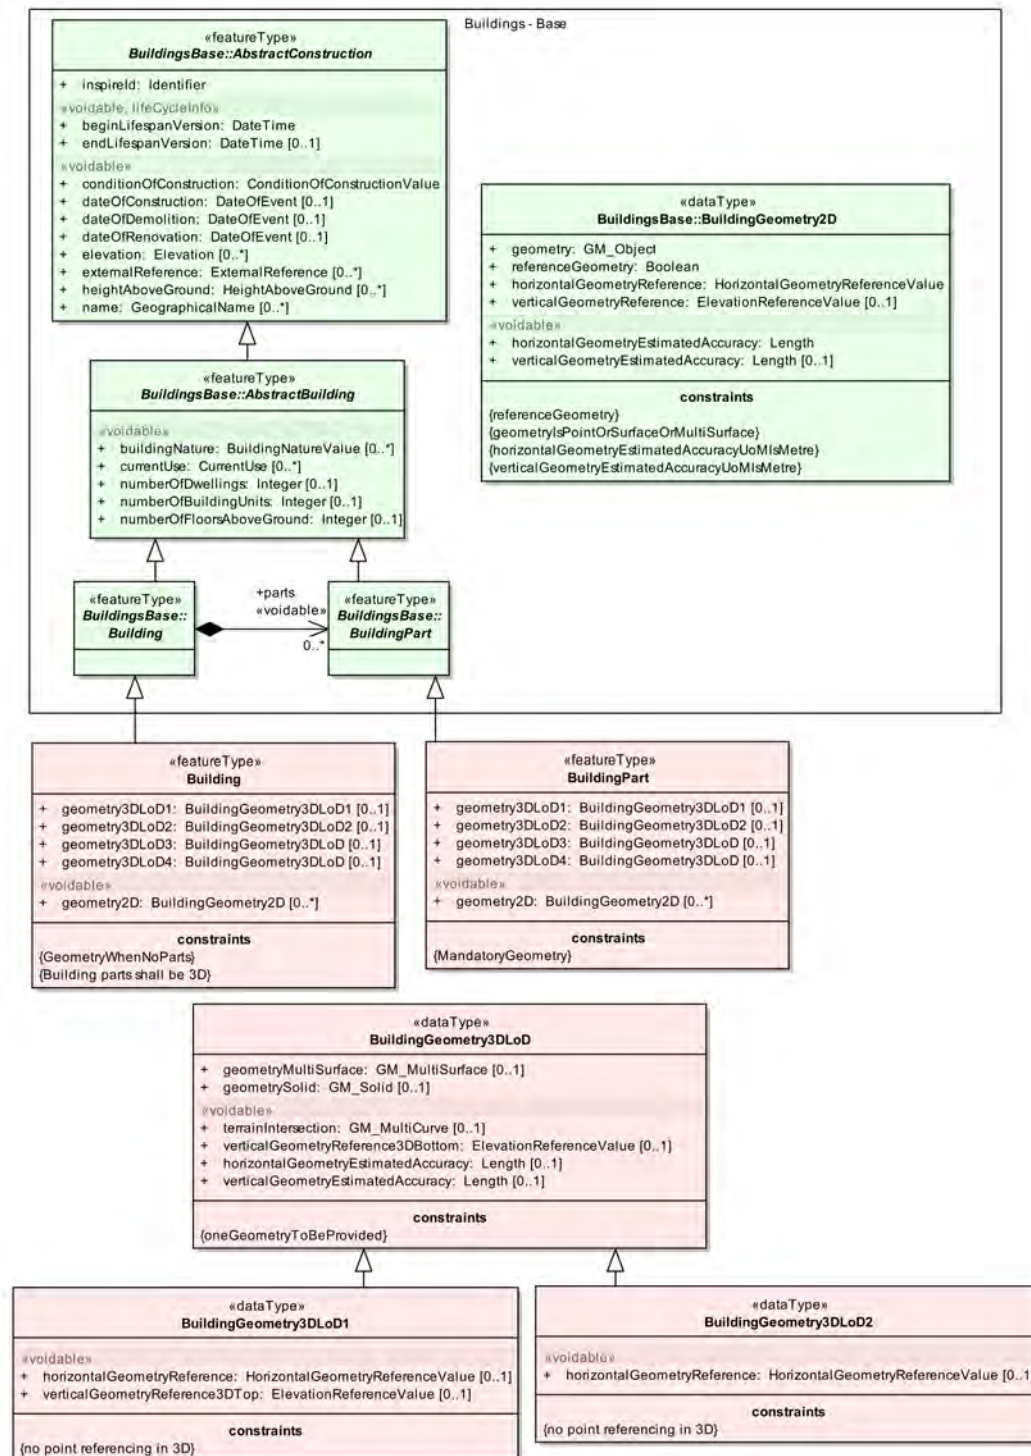 Buildings - Base
«featureType»
BuildingsBase::AbstractConstruction
+ inspireId: Identifier
«voidable, lifeCycleInfo»
+ beginLifespanVersion: DateTime
+ endLifespanVersion: DateTime [0..1]
«voidable»
+ conditionOfConstruction: ConditionOfConstructionValue
+ dateOfConstruction: DateOfEvent [0..1]
+ dateOfDemolition: DateOfEvent [0..1]
+ dateOfRenovation: DateOfEvent [0..1]
+ elevation: Elevation [0..*]
+ externalReference: ExternalReference [0..*]
+ heightAboveGround: HeightAboveGround [0..*]
+ name: GeographicalName [0..*]
«dataType»
BuildingsBase::BuildingGeometry2D
+ geometry: GM_Object
+ referenceGeometry: Boolean
+ horizontalGeometryReference: HorizontalGeometryReferenceValue
+ verticalGeometryReference: ElevationReferenceValue [0..1]
«voidable»
+ horizontalGeometryEstimatedAccuracy: Length
+ verticalGeometryEstimatedAccuracy: Length [0..1]
constraints
{referenceGeometry}
{geometryIsPointOrSurfaceOrMultiSurface}
{horizontalGeometryEstimatedAccuracyUoMIsMetre}
{verticalGeometryEstimatedAccuracyUoMIsMetre}
«featureType»
BuildingsBase::AbstractBuilding
«voidable»
+ buildingNature: BuildingNatureValue [0..*]
+ currentUse: CurrentUse [0..*]
+ numberOfDwellings: Integer [0..1]
+ numberOfBuildingUnits: Integer [0..1]
+ numberOfFloorsAboveGround: Integer [0..1]
«featureType»
BuildingsBase::
Building
+parts
«voidable»
0..*
«featureType»
BuildingsBase::
BuildingPart
«featureType»
Building
+ geometry3DLoD1: BuildingGeometry3DLoD1 [0..1]
+ geometry3DLoD2: BuildingGeometry3DLoD2 [0..1]
+ geometry3DLoD3: BuildingGeometry3DLoD [0..1]
+ geometry3DLoD4: BuildingGeometry3DLoD [0..1]
«voidable»
+ geometry2D: BuildingGeometry2D [0..*]
constraints
{GeometryWhenNoParts}
{Building parts shall be 3D}
«featureType»
BuildingPart
+ geometry3DLoD1: BuildingGeometry3DLoD1 [0..1]
+ geometry3DLoD2: BuildingGeometry3DLoD2 [0..1]
+ geometry3DLoD3: BuildingGeometry3DLoD [0..1]
+ geometry3DLoD4: BuildingGeometry3DLoD [0..1]
«voidable»
+ geometry2D: BuildingGeometry2D [0..*]
constraints
{MandatoryGeometry}
«dataType»
BuildingGeometry3DLoD
+ geometryMultiSurface: GM_MultiSurface [0..1]
+ geometrySolid: GM_Solid [0..1]
«voidable»
+ terrainIntersection: GM_MultiCurve [0..1]
+ verticalGeometryReference3DBottom: ElevationReferenceValue [0..1]
+ horizontalGeometryEstimatedAccuracy: Length [0..1]
+ verticalGeometryEstimatedAccuracy: Length [0..1]
constraints
{oneGeometryToBeProvided}
«dataType»
BuildingGeometry3DLoD1
«voidable»
+ horizontalGeometryReference: HorizontalGeometryReferenceValue [0..1]
+ verticalGeometryReference3DTop: ElevationReferenceValue [0..1]
constraints
{no point referencing in 3D}
«dataType»
BuildingGeometry3DLoD2
«voidable»
+ horizontalGeometryReference: HorizontalGeometryReferenceValue [0..1
constraints
{no point referencing in 3D}